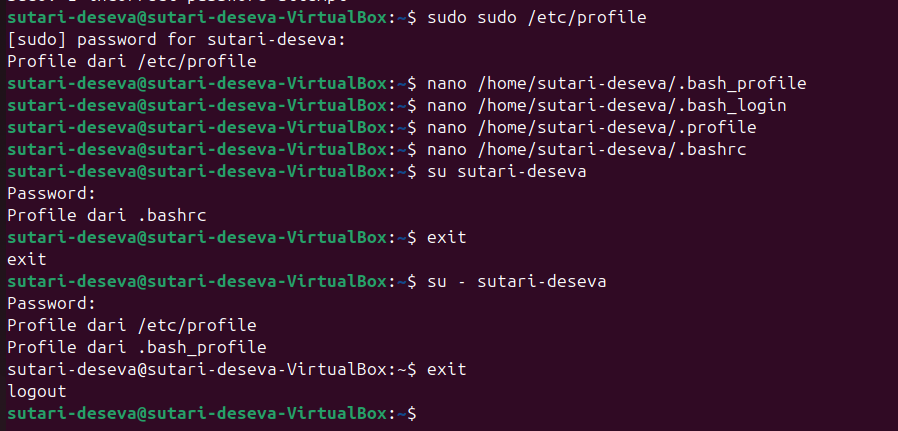 sutari-deseva@sutari-deseva-VirtualBox:~$ sudo sudo /etc/profile
[sudo] password for sutari-deseva:
Profile dari /etc/profile
sutari-deseva@sutari-deseva-VirtualBox:~$ nano /home/sutari-deseva/.bash_profile
sutari-deseva@sutari-deseva-VirtualBox:~$ nano /home/sutari-deseva/.bash_login
sutari-deseva@sutari-deseva-VirtualBox:~$ nano /home/sutari-deseva/.profile
sutari-deseva@sutari-deseva-VirtualBox:~$ nano /home/sutari-deseva/.bashrc
sutari-deseva@sutari-deseva-VirtualBox:~$ su sutari-deseva
Password:
Profile dari .bashrc
sutari-deseva@sutari-deseva-VirtualBox:~$ exit
exit
sutari-deseva@sutari-deseva-VirtualBox:~$ su - sutari-deseva
Password:
Profile dari /etc/profile
Profile dari .bash_profile
sutari-deseva@sutari-deseva-VirtualBox:~$ exit
logout
sutari-deseva@sutari-deseva-VirtualBox:~$